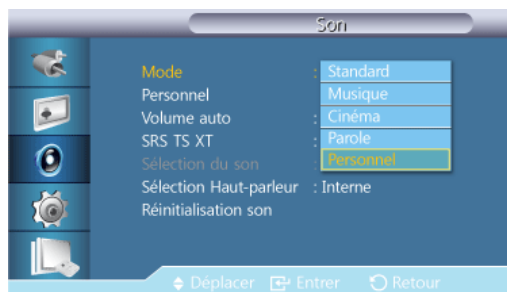 Son
Mode : Standard
Personnel Musique
Volume auto : Cinéma
SRS TS XT : Parole
Sélection du son : Personnel
Sélection Haut-parleur : Interne
Réinitialisation son
Déplacer Entrer Retour